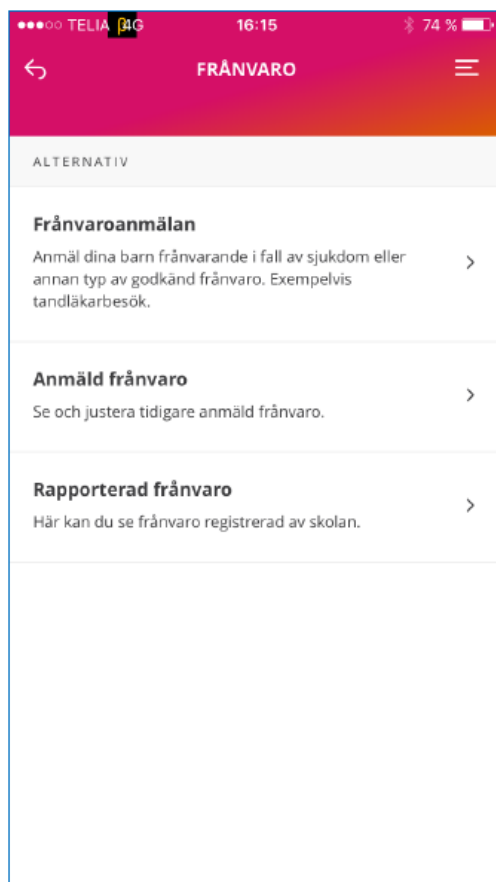 TELIA β4G 16:15 74 %
FRÅNVARO
ALTERNATIV
Frånvaroanmälan
Anmäl dina barn frånvarande i fall av sjukdom eller
annan typ av godkänd frånvaro. Exempelvis
tandläkarbesök.
Anmäld frånvaro
Se och justera tidigare anmäld frånvaro.
Rapporterad frånvaro
Här kan du se frånvaro registrerad av skolan.